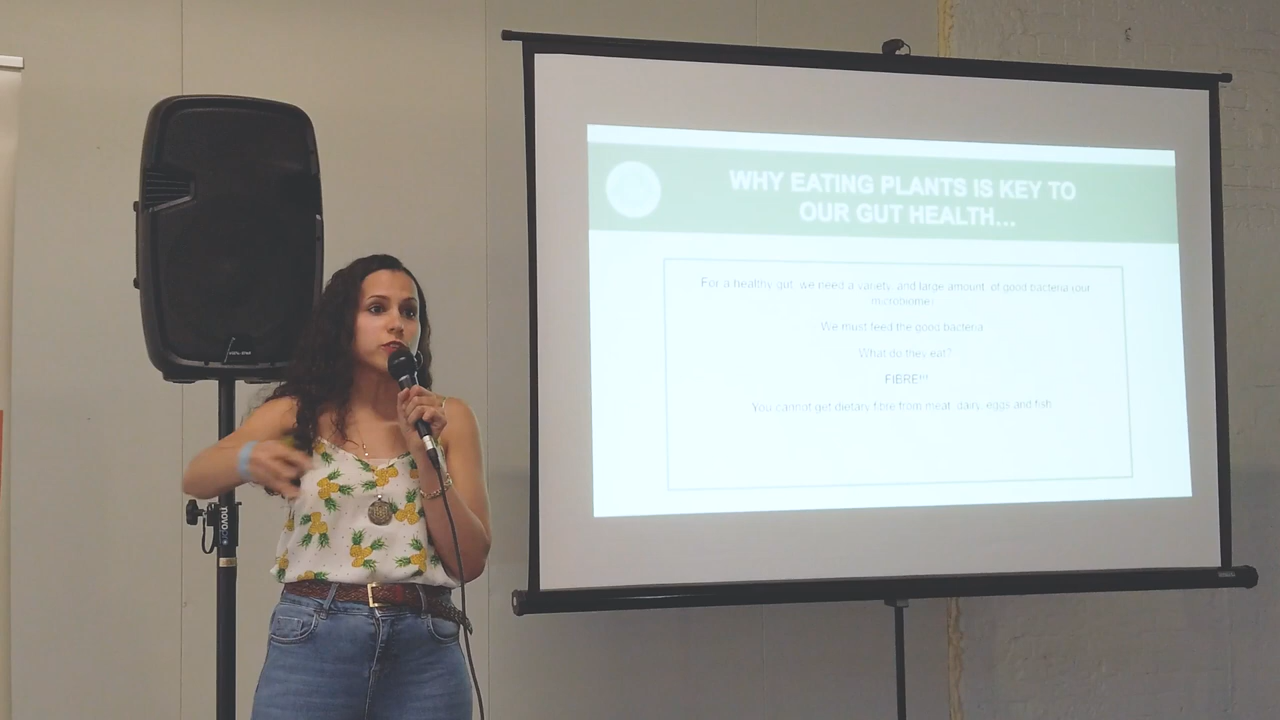 WHY EATING PLANTS IS KEY TO
OUR GUT HEALTH...
For a healthy gut, we need a variety, and large amount, of good bacteria (our
microbiome)
We must feed the good bacteria
What do they eat?
FIBRE!!!
You cannot get dietary fibre from meat, dairy, eggs and fish
novopro